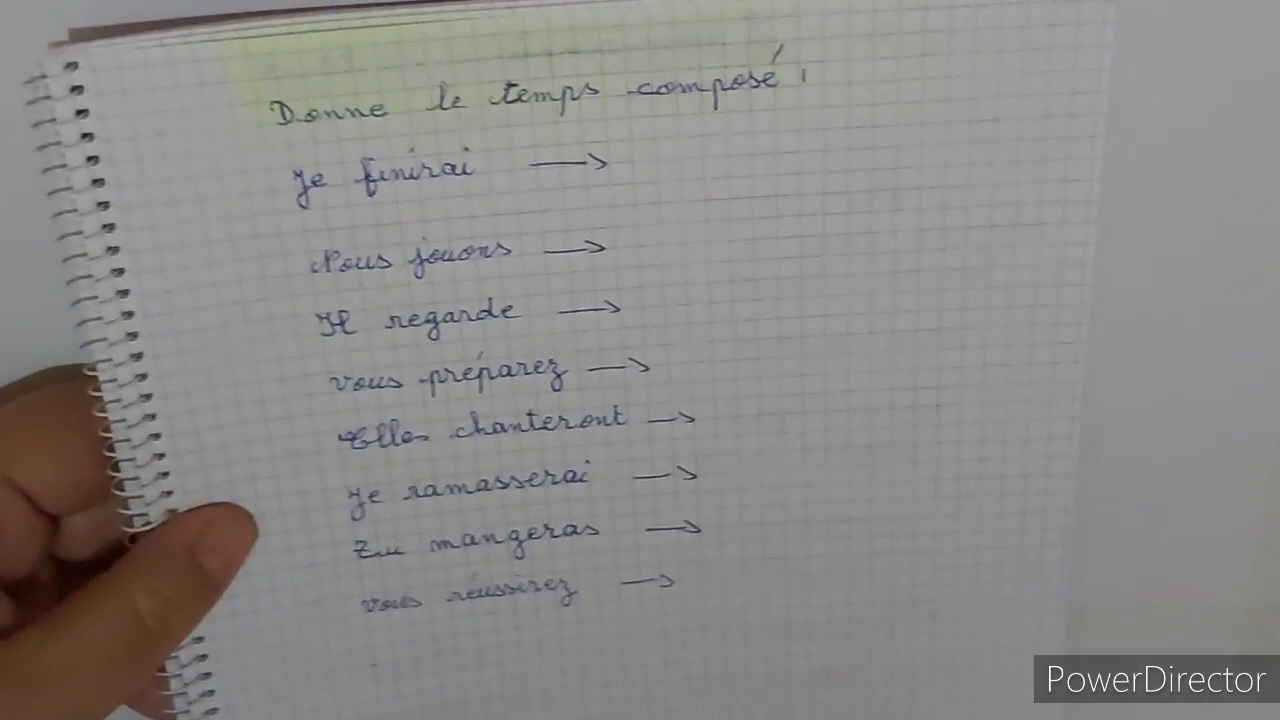 Donne le temps composé :
Je finirai →
Nous jouons →
Il regarde →
Vous préparez →
Elles chanteront →
Je ramasserai →
Tu mangeras →
Vous réussirez →
PowerDirector